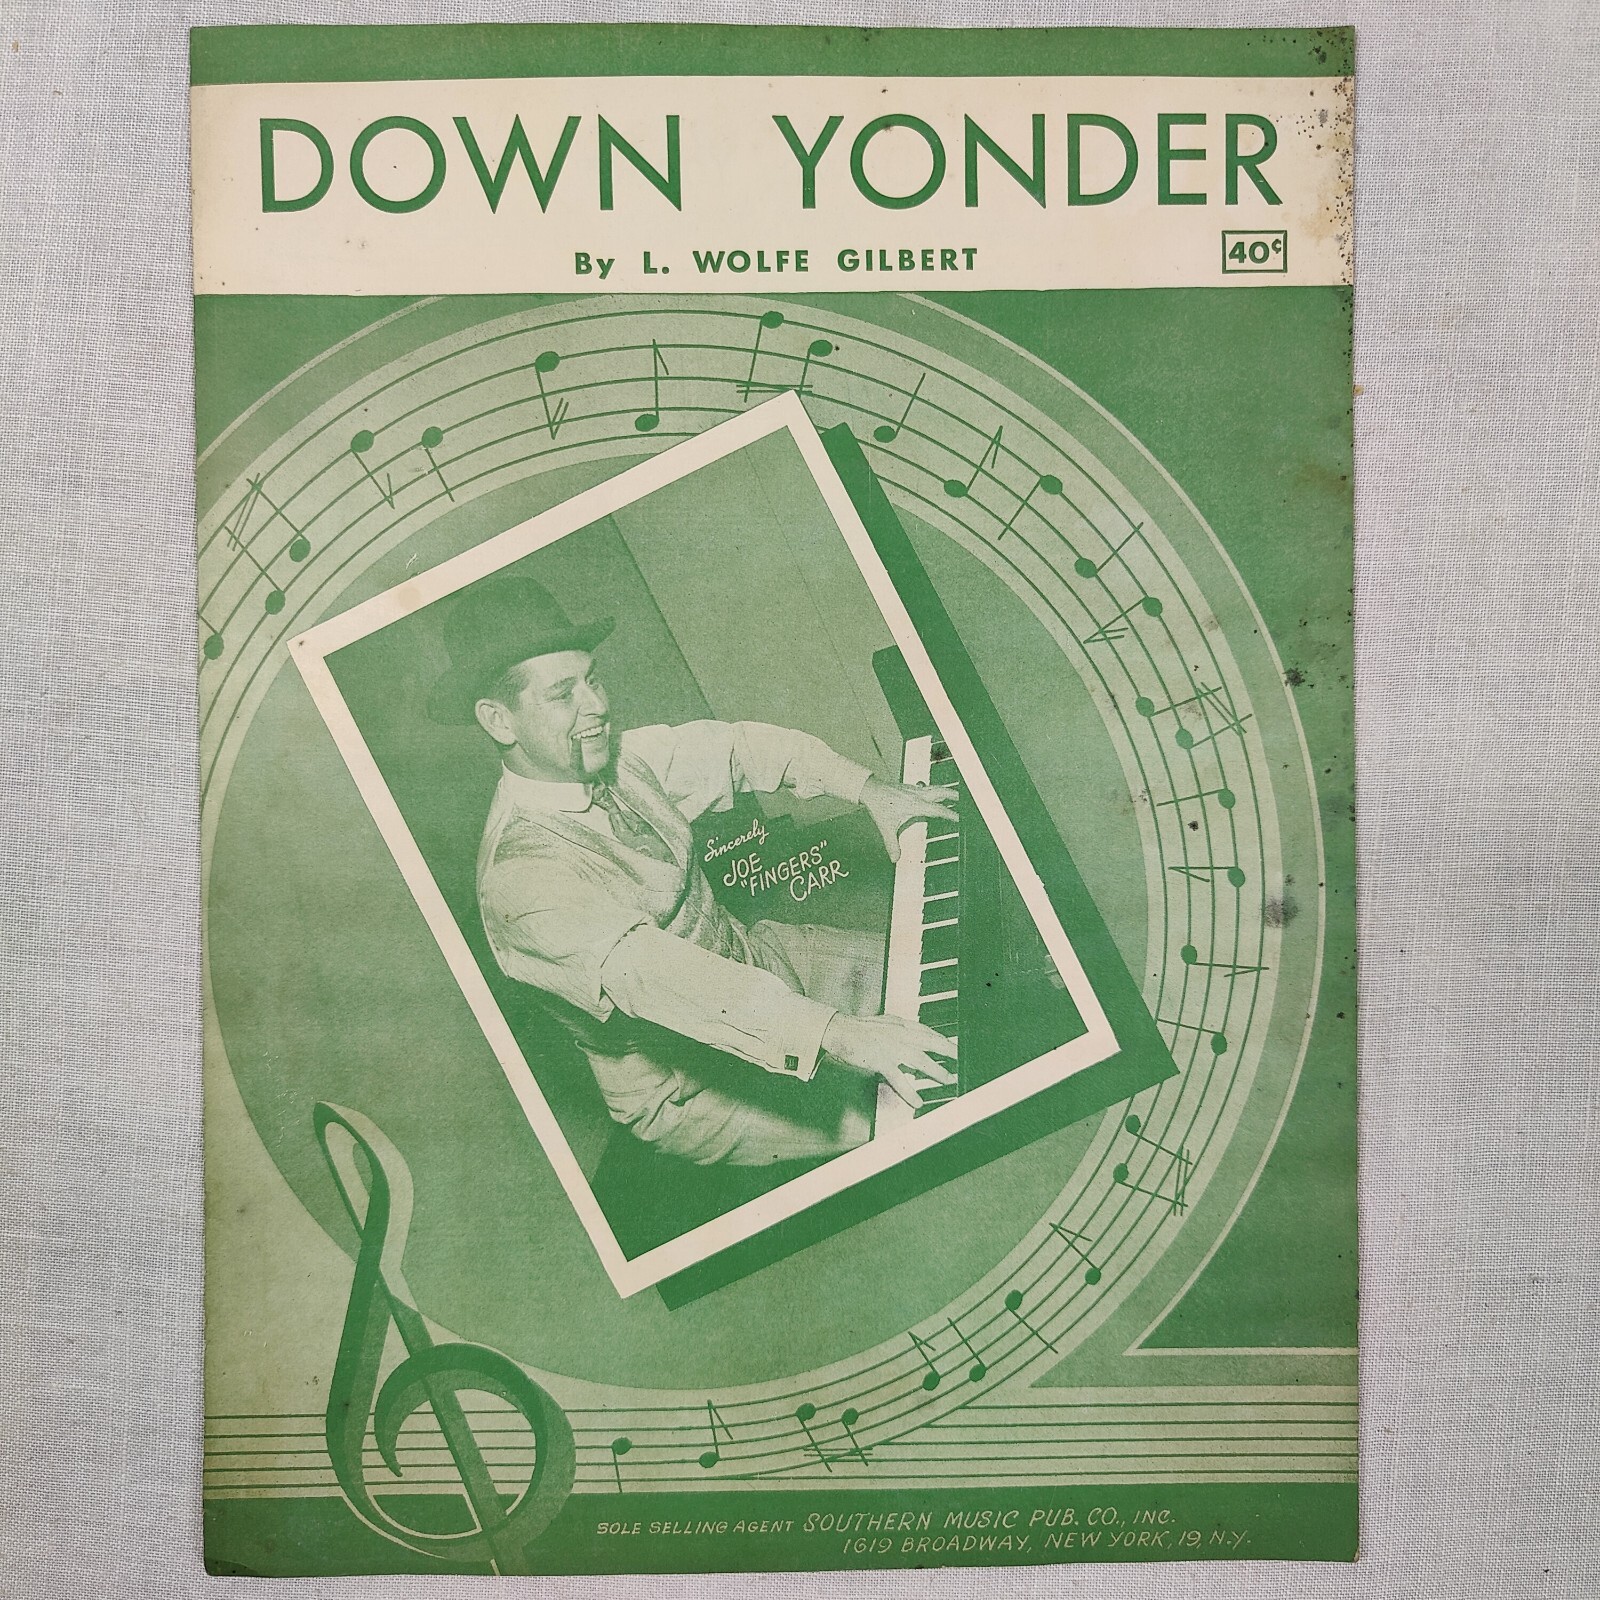 DOWN YONDER
By L. WOLFE GILBERT
40¢
Sincerely
JOE
"FINGERS"
CARR
SOLE SELLING AGENT SOUTHERN MUSIC PUB. CO., INC.
1619 BROADWAY, NEW YORK, 19, N.Y.